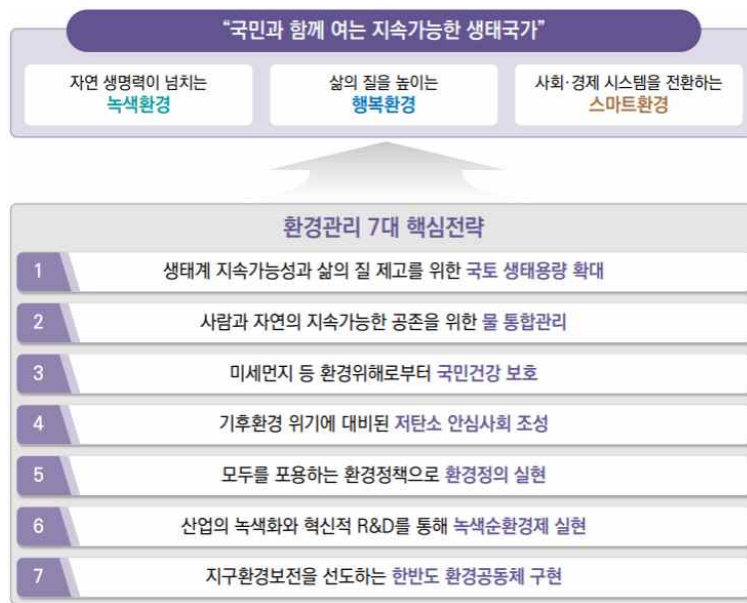 “국민과 함께 여는 지속가능한 생태국가”
자연 생명력이 넘치는
녹색환경
삶의 질을 높이는
행복환경
사회·경제 시스템을 전환하는
스마트환경
환경관리 7대 핵심전략
1 생태계 지속가능성과 삶의 질 제고를 위한 국토 생태용량 확대
2 사람과 자연의 지속가능한 공존을 위한 물 통합관리
3 미세먼지 등 환경위해로부터 국민건강 보호
4 기후환경 위기에 대비된 저탄소 안심사회 조성
5 모두를 포용하는 환경정책으로 환경정의 실현
6 산업의 녹색화와 혁신적 R&D를 통해 녹색순환경제 실현
7 지구환경보전을 선도하는 한반도 환경공동체 구현